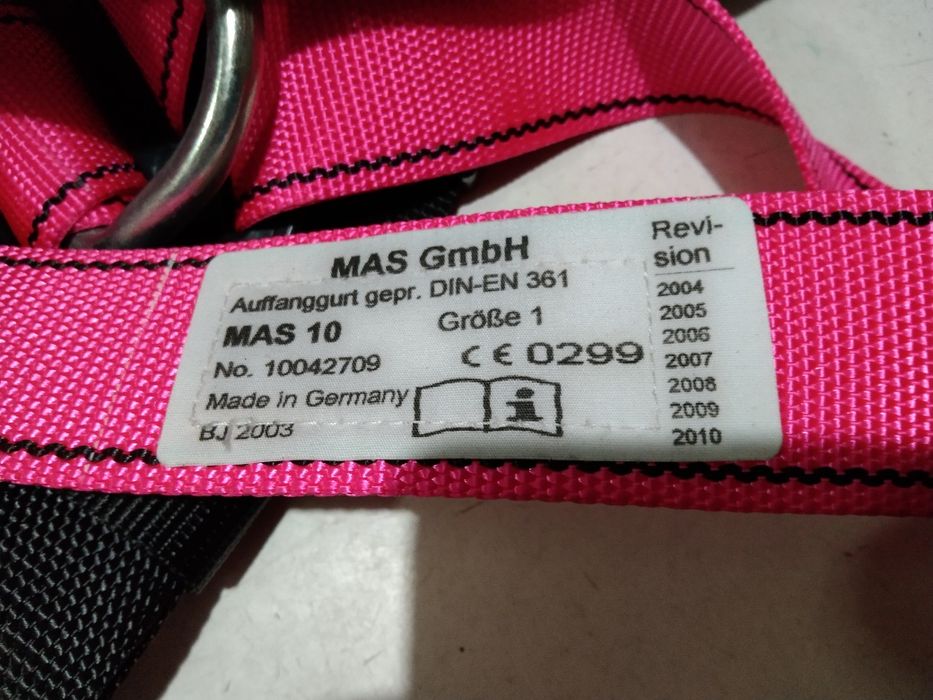 MAS GmbH
Auffanggurt gepr. DIN-EN 361
MAS 10
Größe 1
No. 10042709
CE 0299
Made in Germany
BJ 2003
Revi-
sion
2004
2005
2006
2007
2008
2009
2010